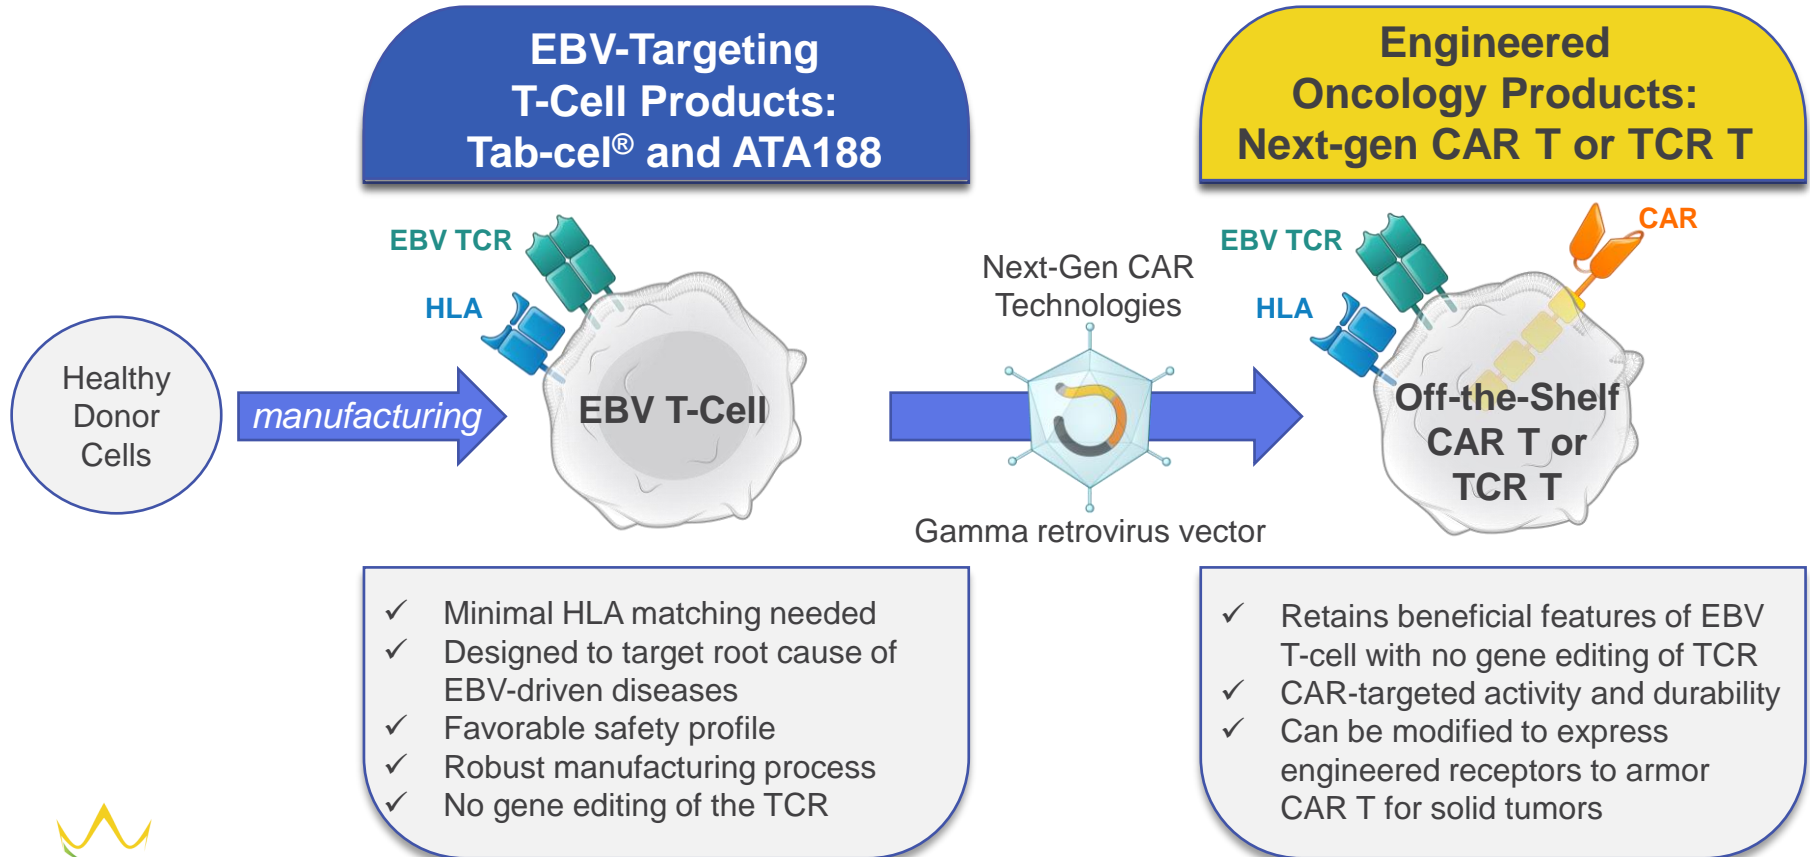 EBV-Targeting
T-Cell Products:
Tab-cel® and ATA188
Engineered
Oncology Products:
Next-gen CAR T or TCR T
Healthy
Donor
Cells
manufacturing
EBV TCR
HLA
EBV T-Cell
Next-Gen CAR
Technologies
Gamma retrovirus vector
EBV TCR
HLA
CAR
Off-the-Shelf
CAR T or
TCR T
✓ Minimal HLA matching needed
✓ Designed to target root cause of
EBV-driven diseases
✓ Favorable safety profile
✓ Robust manufacturing process
✓ No gene editing of the TCR
✓ Retains beneficial features of EBV
T-cell with no gene editing of TCR
✓ CAR-targeted activity and durability
✓ Can be modified to express
engineered receptors to armor
CAR T for solid tumors